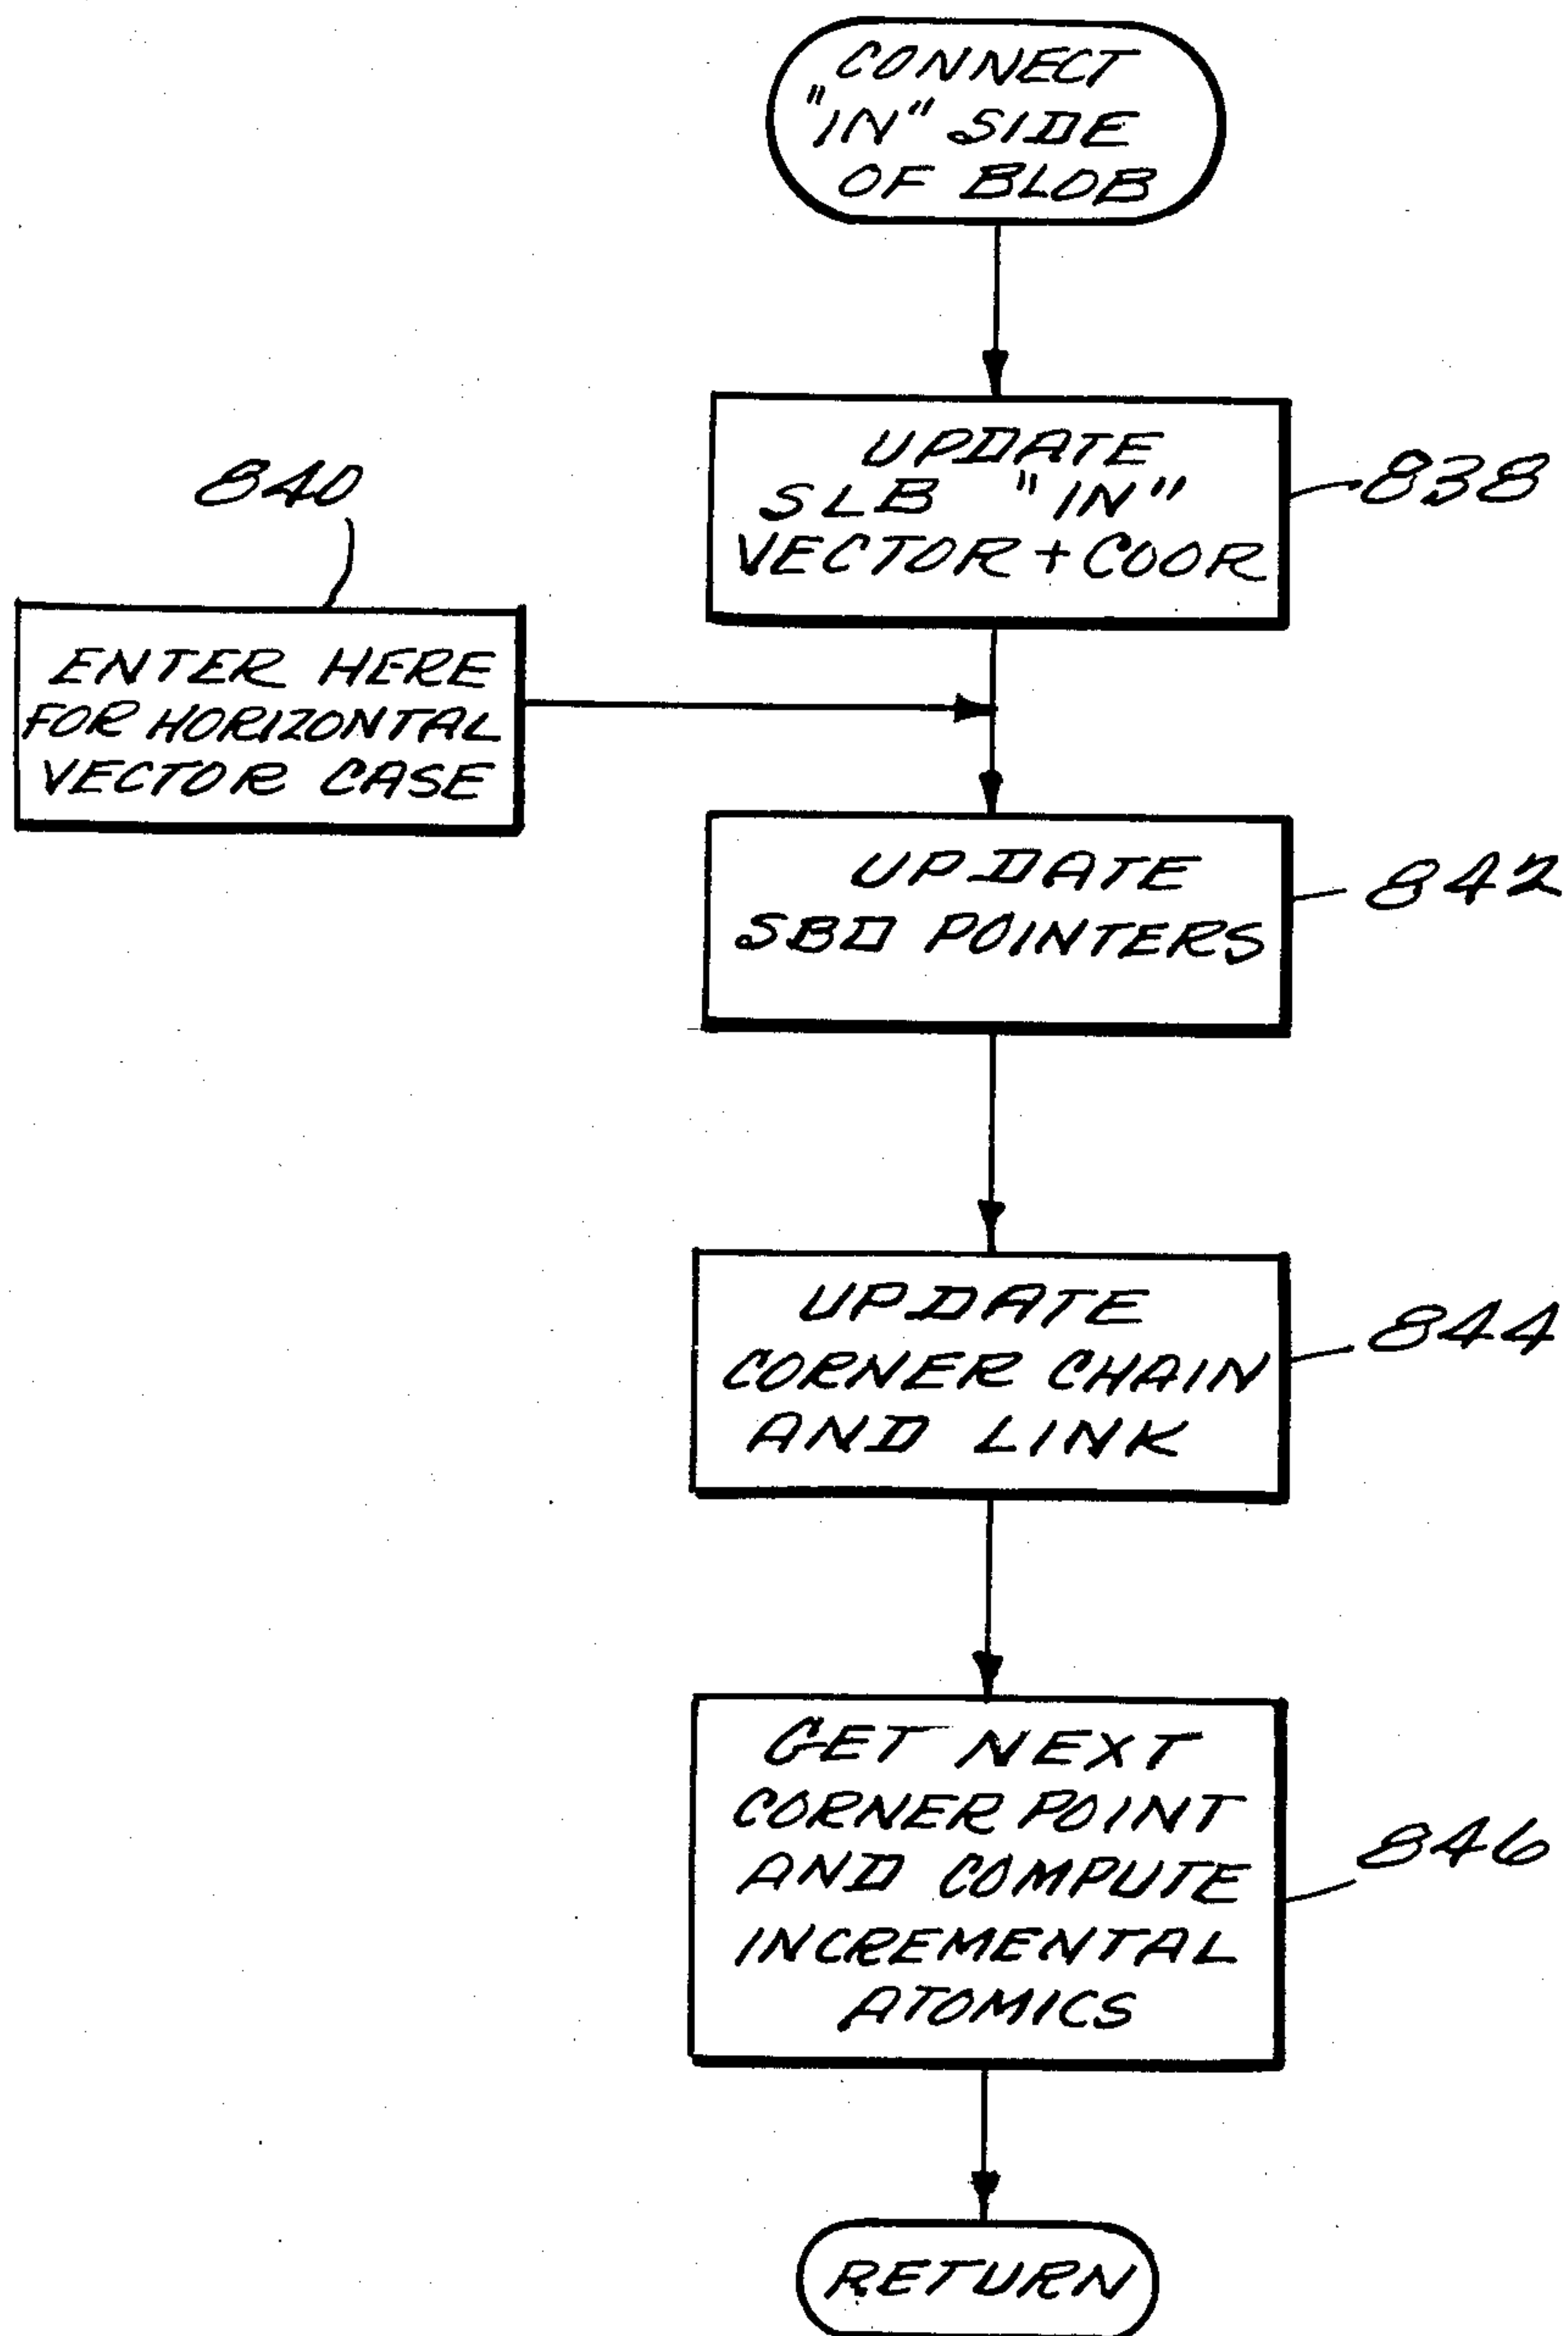 CONNECT
"IN" SIDE
OF BLOB
UPDATE
SLB "IN"
VECTOR + COOR
838
840
ENTER HERE
FOR HORIZONTAL
VECTOR CASE
UPDATE
SBD POINTERS
842
UPDATE
CORNER CHAIN
AND LINK
844
GET NEXT
CORNER POINT
AND COMPUTE
INCREMENTAL
ATOMICS
846
RETURN